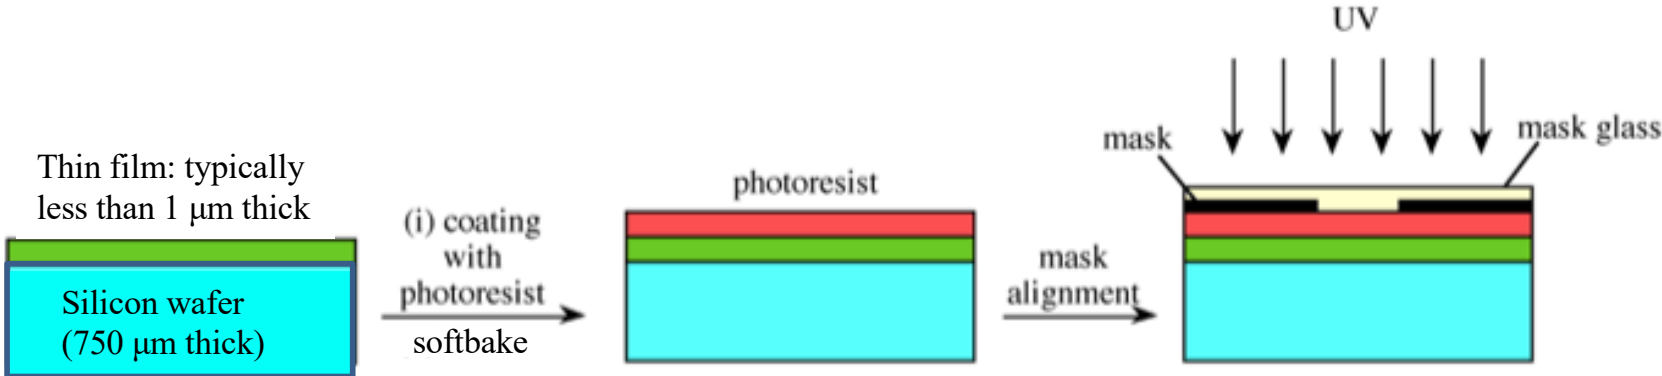 Thin film: typically
less than 1 μm thick
Silicon wafer
(750 μm thick)
(i) coating
with
photoresist
softbake
photoresist
mask
alignment
UV
mask
mask glass